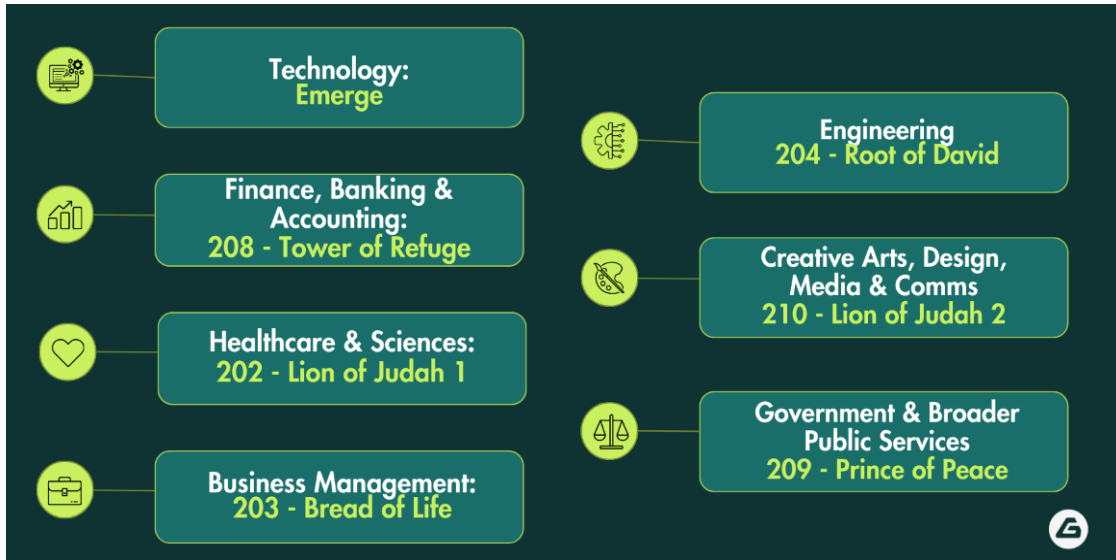 Technology:
Emerge
Finance, Banking &
Accounting:
208 - Tower of Refuge
Healthcare & Sciences:
202 - Lion of Judah 1
Business Management:
203 - Bread of Life
Engineering
204 - Root of David
Creative Arts, Design,
Media & Comms
210 - Lion of Judah 2
Government & Broader
Public Services
209 - Prince of Peace